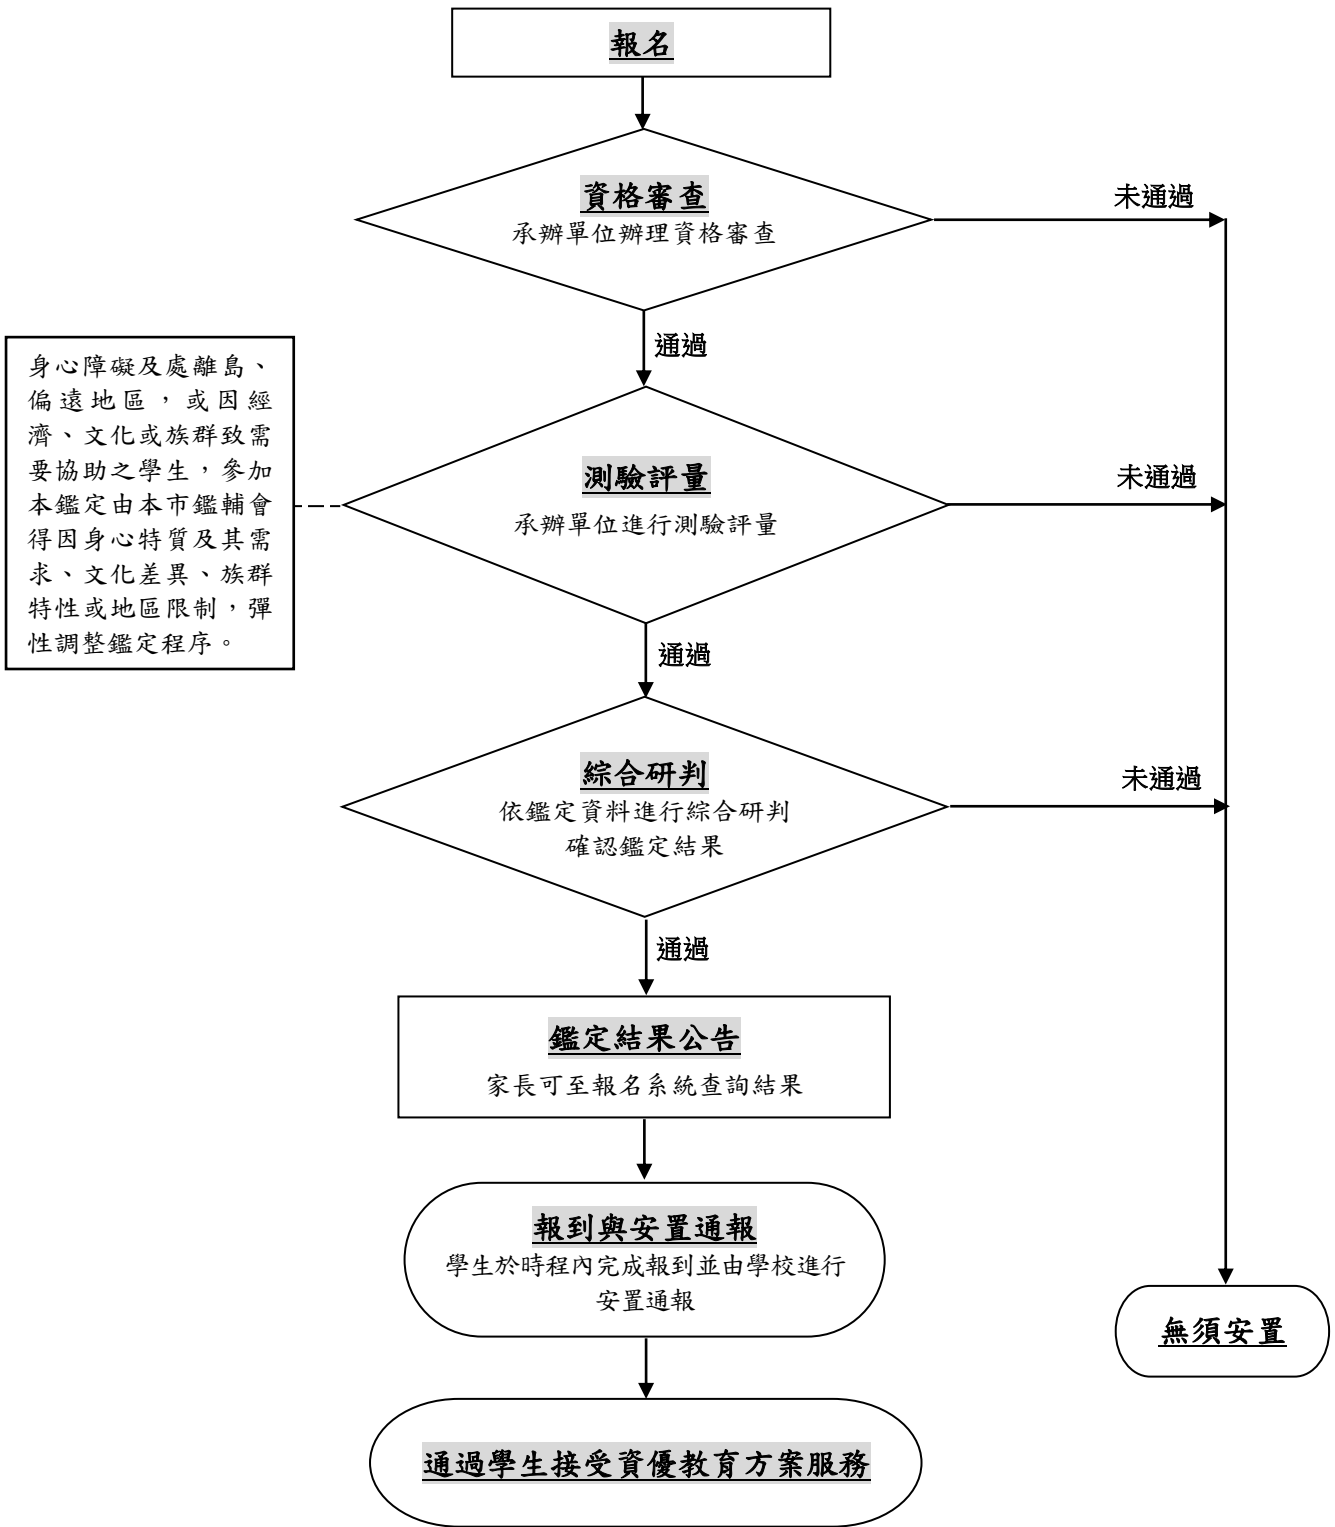 報名
資格審查
承辦單位辦理資格審查
未通過
通過
身心障礙及處離島、
偏遠地區，或因經
濟、文化或族群致需
要協助之學生，參加
本鑑定由本市鑑輔會
得因身心特質及其需
求、文化差異、族群
特性或地區限制，彈
性調整鑑定程序。
測驗評量
承辦單位進行測驗評量
未通過
通過
綜合研判
依鑑定資料進行綜合研判
確認鑑定結果
未通過
通過
鑑定結果公告
家長可至報名系統查詢結果
報到與安置通報
學生於時程內完成報到並由學校進行
安置通報
無須安置
通過學生接受資優教育方案服務